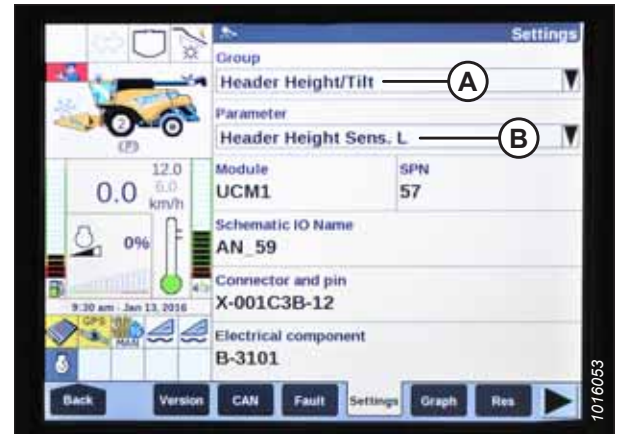 Settings
Group
Header Height/Tilt
A
Parameter
Header Height Sens. L
B
2
(P)
Module
SPN
UCM1
57
12.0
6.0
0.0
km/h
0%
Schematic IO Name
AN_59
Connector and pin
X-001C3B-12
Electrical component
B-3101
9:30 am - Jan 13, 2016
GPS
MAN
Back
Version
CAN
Fault
Settings
Graph
Res
1016053